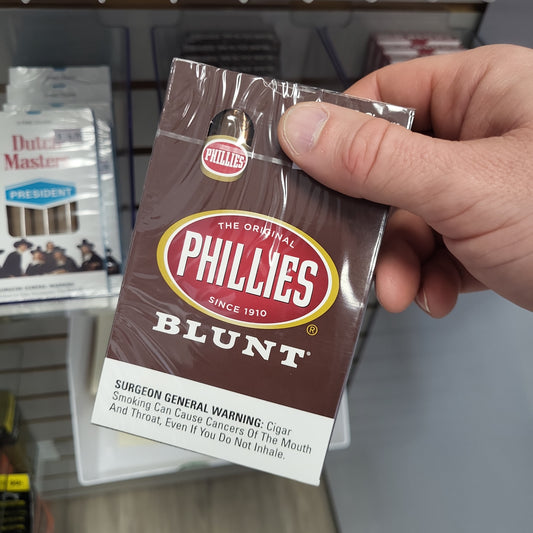 PHILLIES
THE ORIGINAL
PHILLIES
SINCE 1910
®
BLUNT
SURGEON GENERAL WARNING: Cigar
Smoking Can Cause Cancers Of The Mouth
And Throat, Even If You Do Not Inhale.
Dutch
Masters
PRESIDENT